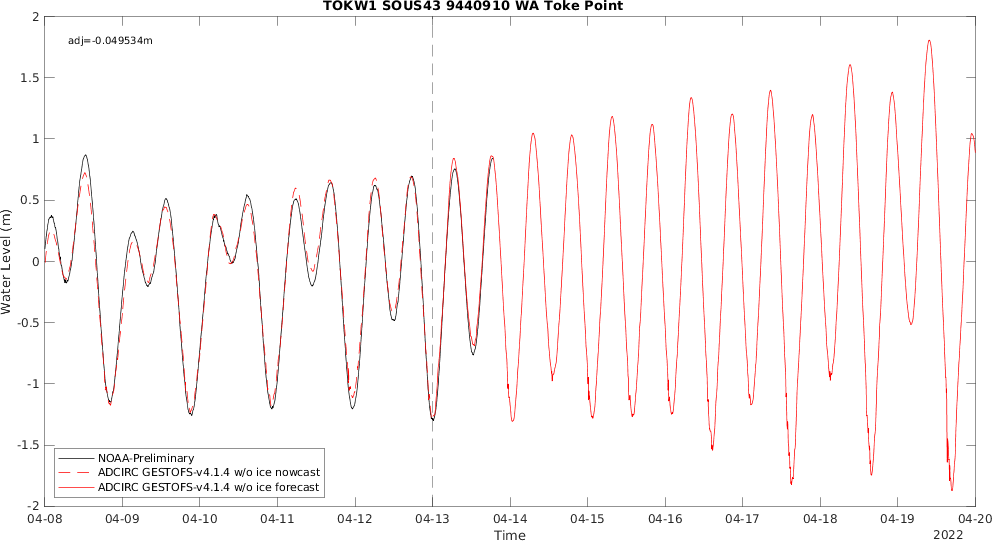 TOKW1 SOUS43 9440910 WA Toke Point
adj=-0.049534m
2
1.5
1
0.5
0
-0.5
-1
-1.5
-2
Water Level (m)
NOAA-Preliminary
ADCIRC GESTOFS-v4.1.4 w/o ice nowcast
ADCIRC GESTOFS-v4.1.4 w/o ice forecast
04-08 04-09 04-10 04-11 04-12 04-13 04-14 04-15 04-16 04-17 04-18 04-19 04-20
Time
2022